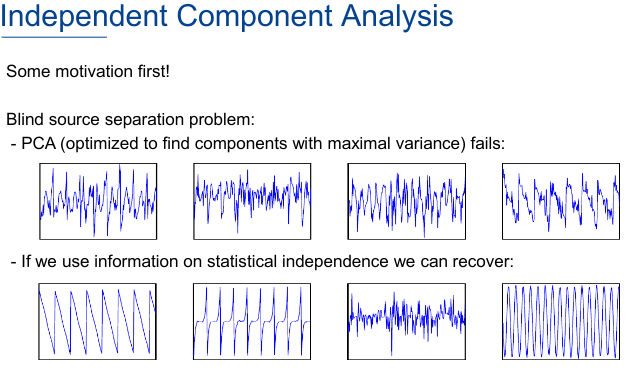 Independent Component Analysis
Some motivation first!
Blind source separation problem:
- PCA (optimized to find components with maximal variance) fails:
- If we use information on statistical independence we can recover: